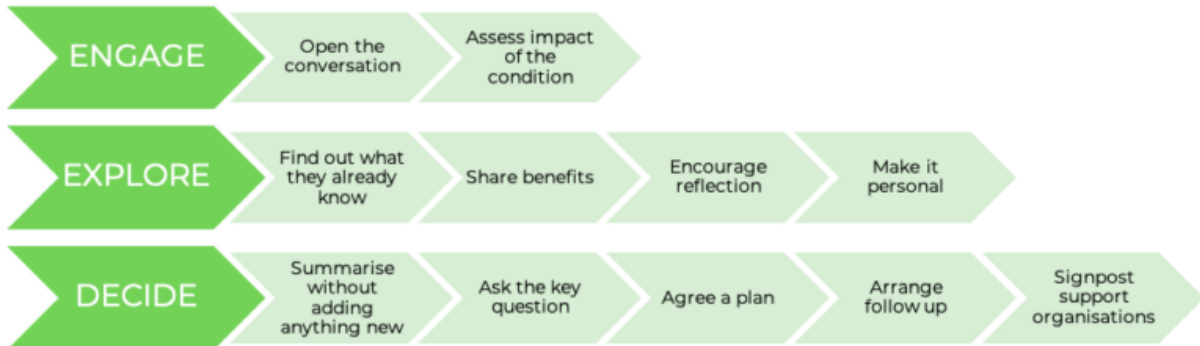 ENGAGE
Open the
conversation
Assess impact
of the
condition
EXPLORE
Find out what
they already
know
Share benefits
Encourage
reflection
Make it
personal
DECIDE
Summarise
without
adding
anything new
Ask the key
question
Agree a plan
Arrange
follow up
Signpost
support
organisations